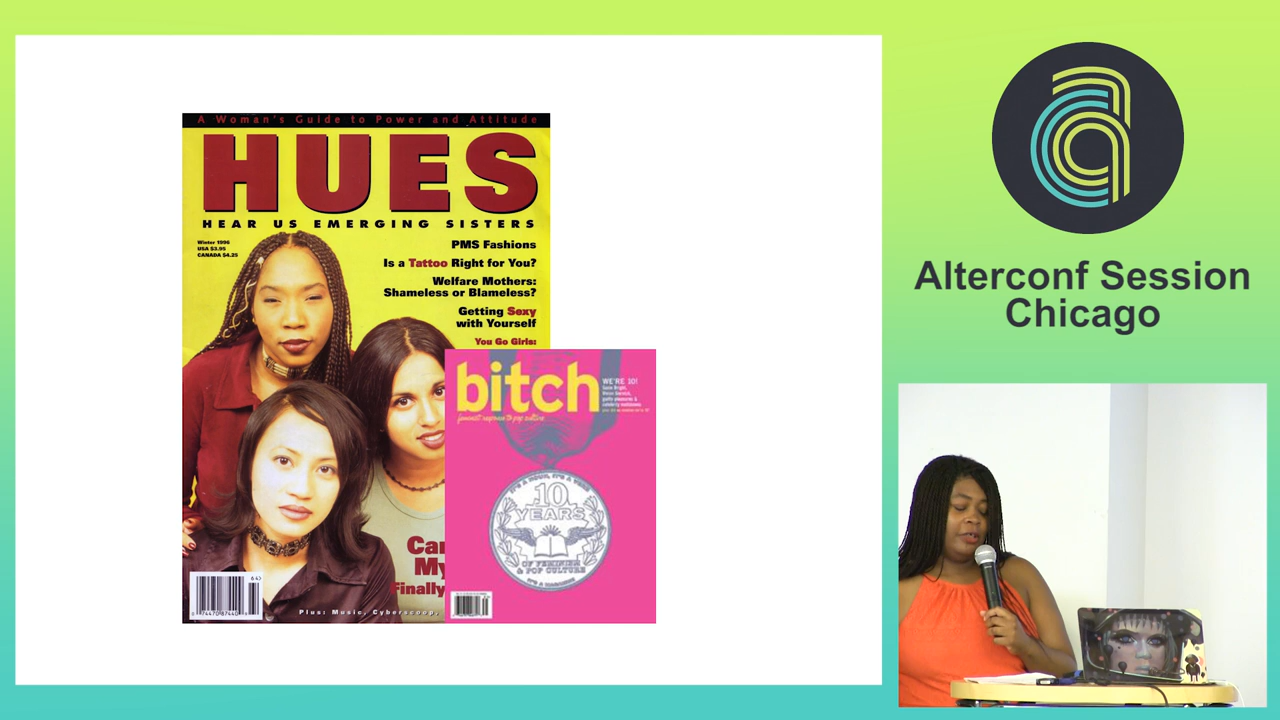 A Woman's Guide to Power and Attitude
HUES
HEAR US EMERGING SISTERS
Winter 1996
USA $3.95
CANADA $4.25
PMS Fashions
Is a Tattoo Right for You?
Welfare Mothers:
Shameless or Blameless?
Getting Sexy
with Yourself
You Go Girls:
Finally
Plus: Music, Cyberscoop,
bitch
feminist response to pop culture
WE'RE 10!
10
YEARS
OF FEMINISM
& POP CULTURE
IT'S A MAGAZINE
Alterconf Session
Chicago